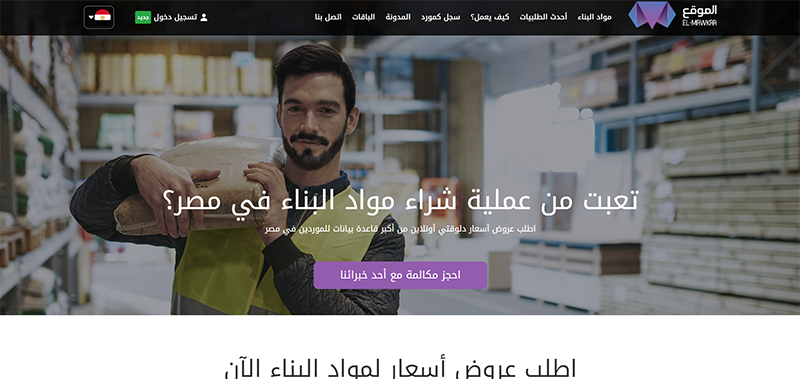 الموقع
EL-MAWKAA
مواد البناء
أحدث الطلبيات
كيف يعمل؟
سجل كمورد
المدونة
الباقات
اتصل بنا
تسجيل دخول
جديد
تعبت من عملية شراء مواد البناء في مصر؟
اطلب عروض أسعار دلوقتي أونلاين من أكبر قاعدة بيانات للموردين في مصر
احجز مكالمة مع أحد خبرائنا
اطلب عروض أسعار لمواد البناء الآن